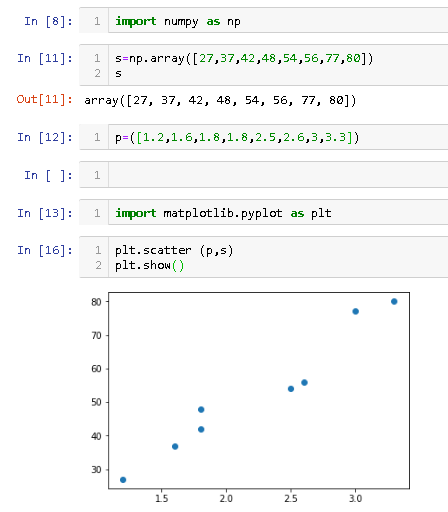 In [8]: 1 import numpy as np
In [11]: 1 s=np.array([27,37,42,48,54,56,77,80])
2 s
Out[11]: array([27, 37, 42, 48, 54, 56, 77, 80])
In [12]: 1 p=([1.2,1.6,1.8,1.8,2.5,2.6,3,3.3])
In [ ]: 1
In [13]: 1 import matplotlib.pyplot as plt
In [16]: 1 plt.scatter (p,s)
2 plt.show()
80
70
60
50
40
30
1.5 2.0 2.5 3.0